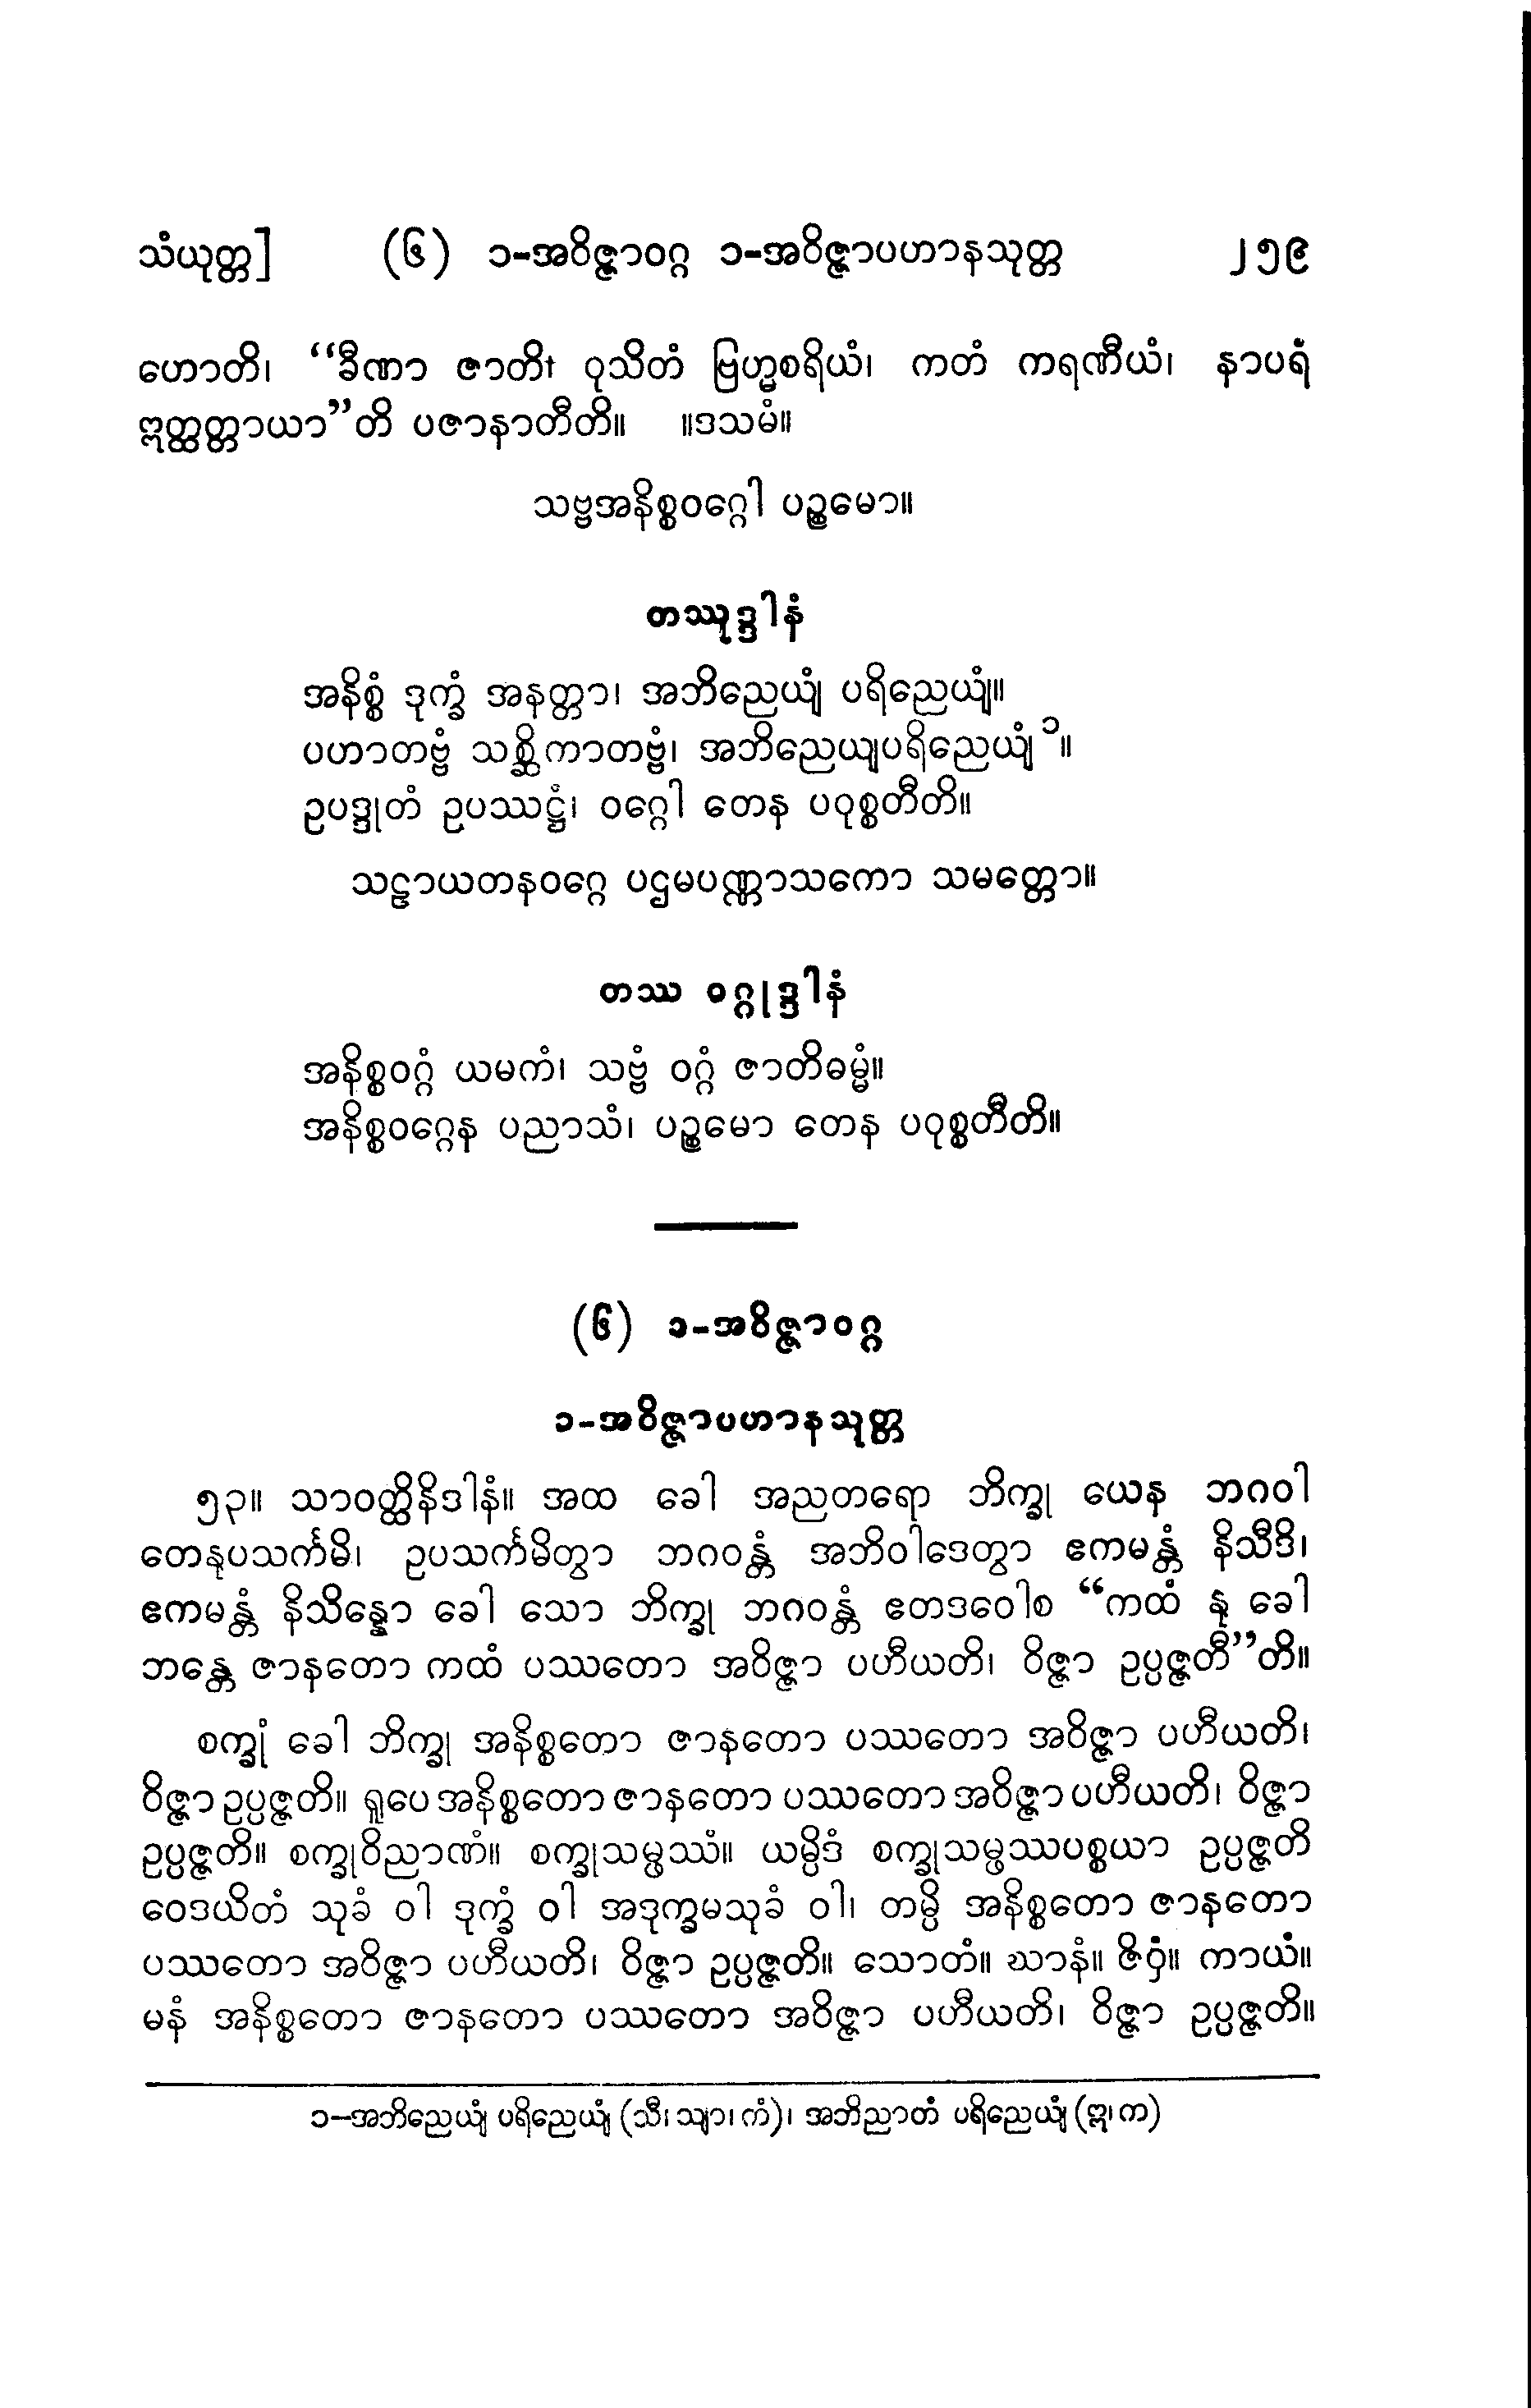 သံယုတ္တ]    (၆) ၁-အဝိဇ္ဇာဝဂ္ဂ ၁-အဝိဇ္ဇာပဟာနသုတ္တ    ၂၅၉
ဟောတိ၊ “ခီဏာ ဇာတိ၊ ဝုသိတံ ဗြဟ္မစရိယံ၊ ကတံ ကရဏီယံ၊ နာပရံ
ဣတ္ထတ္တာယာ”တိ ပဇာနာတီတိ။ ။ဒသမံ။
သဗ္ဗအနိစ္စဝဂ္ဂေါ ပဉ္စမော။
တဿုဒ္ဒါနံ
အနိစ္စံ ဒုက္ခံ အနတ္တာ၊ အဘိညေယျံ ပရိညေယျံ။
ပဟာတဗ္ဗံ သစ္ဆိကာတဗ္ဗံ၊ အဘိညေယျပရိညေယျံ ၁။
ဥပဒ္ဒုတံ ဥပဿဋ္ဌံ၊ ဝဂ္ဂေါ တေန ပဝုစ္စတီတိ။
သဠာယတနဝဂ္ဂေ ပဌမပဏ္ဏာသကော သမတ္တော။
တဿ ဝဂ္ဂုဒ္ဒါနံ
အနိစ္စဝဂ္ဂံ ယမကံ၊ သဗ္ဗံ ဝဂ္ဂံ ဇာတိဓမ္မံ။
အနိစ္စဝဂ္ဂေန ပညာသံ၊ ပဉ္စမော တေန ပဝုစ္စတီတိ။
(၆) ၁-အဝိဇ္ဇာဝဂ္ဂ
၁-အဝိဇ္ဇာပဟာနသုတ္တ
၅၃။ သာဝတ္ထိနိဒါနံ။ အထ ခေါ အညတရော ဘိက္ခု ယေန ဘဂဝါ
တေနုပသင်္ကမိ၊ ဥပသင်္ကမိတွာ ဘဂဝန္တံ အဘိဝါဒေတွာ ဧကမန္တံ နိသီဒိ၊
ဧကမန္တံ နိသိန္နော ခေါ သော ဘိက္ခု ဘဂဝန္တံ ဧတဒဝေါစ “ကထံ နု ခေါ
ဘန္တေ ဇာနတော ကထံ ပဿတော အဝိဇ္ဇာ ပဟီယတိ၊ ဝိဇ္ဇာ ဥပ္ပဇ္ဇတီ”တိ။
စက္ခုံ ခေါ ဘိက္ခု အနိစ္စတော ဇာနတော ပဿတော အဝိဇ္ဇာ ပဟီယတိ၊
ဝိဇ္ဇာ ဥပ္ပဇ္ဇတိ။ ရူပေ အနိစ္စတော ဇာနတော ပဿတော အဝိဇ္ဇာ ပဟီယတိ၊ ဝိဇ္ဇာ
ဥပ္ပဇ္ဇတိ။ စက္ခုဝိညာဏံ။ စက္ခုသမ္ဖဿံ။ ယမ္ပိဒံ စက္ခုသမ္ဖဿပစ္စယာ ဥပ္ပဇ္ဇတိ
ဝေဒယိတံ သုခံ ဝါ ဒုက္ခံ ဝါ အဒုက္ခမသုခံ ဝါ၊ တမ္ပိ အနိစ္စတော ဇာနတော
ပဿတော အဝိဇ္ဇာ ပဟီယတိ၊ ဝိဇ္ဇာ ဥပ္ပဇ္ဇတိ။ သောတံ။ ဃာနံ။ ဇိဝှံ။ ကာယံ။
မနံ အနိစ္စတော ဇာနတော ပဿတော အဝိဇ္ဇာ ပဟီယတိ၊ ဝိဇ္ဇာ ဥပ္ပဇ္ဇတိ။
၁-အဘိညေယျံ ပရိညေယျံ (သီ၊ သျာ၊ ကံ)၊ အဘိညာတံ ပရိညေယျံ (ဣ၊ က)